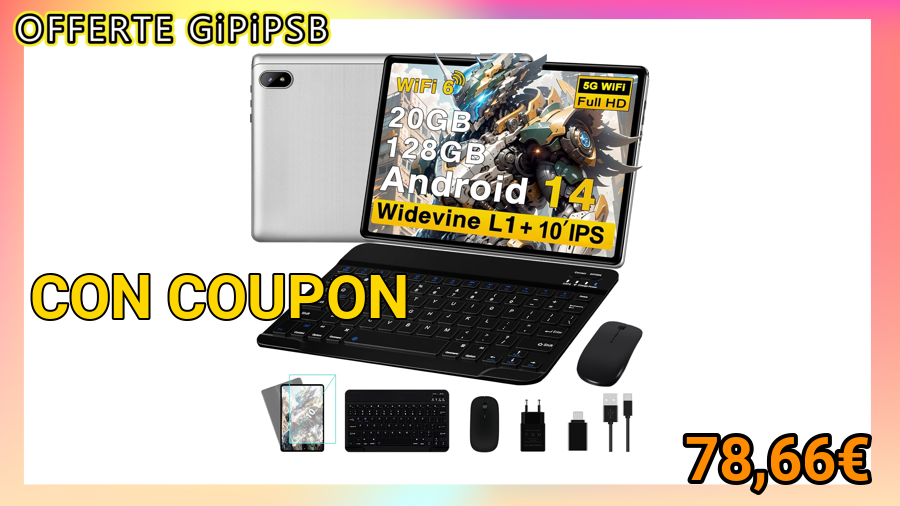 OFFERTE GiPiPSB
WiFi 6
5G WiFi
Full HD
20GB
128GB
Android 14
Widevine L1+ 10´IPS
CON COUPON
78,66€